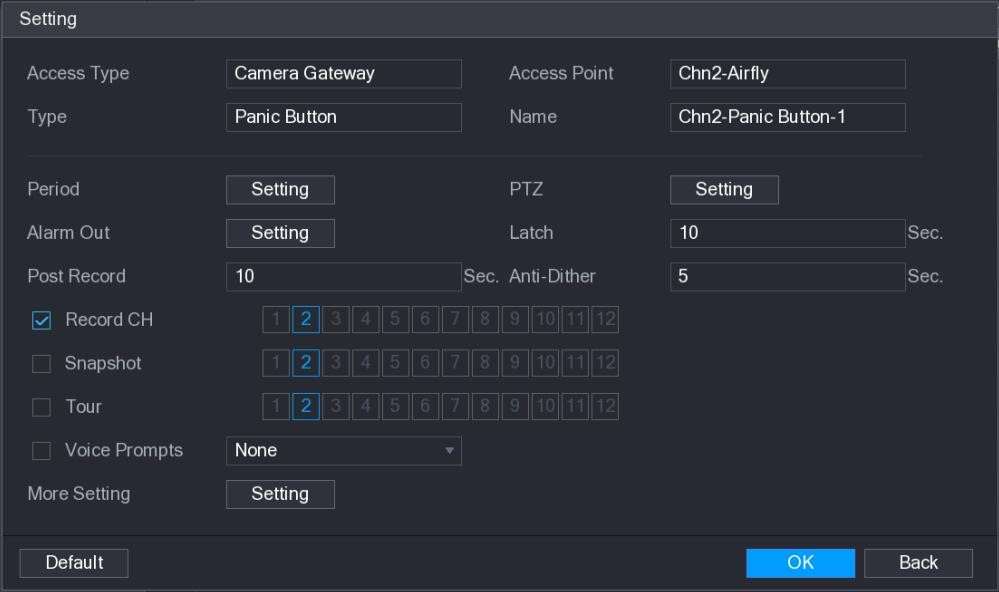 Setting
Access Type Camera Gateway Access Point Chn2-Airfly
Type Panic Button Name Chn2-Panic Button-1
Period Setting PTZ Setting
Alarm Out Setting Latch 10 Sec.
Post Record 10 Sec. Anti-Dither 5 Sec.
Record CH 1 2 3 4 5 6 7 8 9 10 11 12
Snapshot 1 2 3 4 5 6 7 8 9 10 11 12
Tour 1 2 3 4 5 6 7 8 9 10 11 12
Voice Prompts None
More Setting Setting
Default OK Back